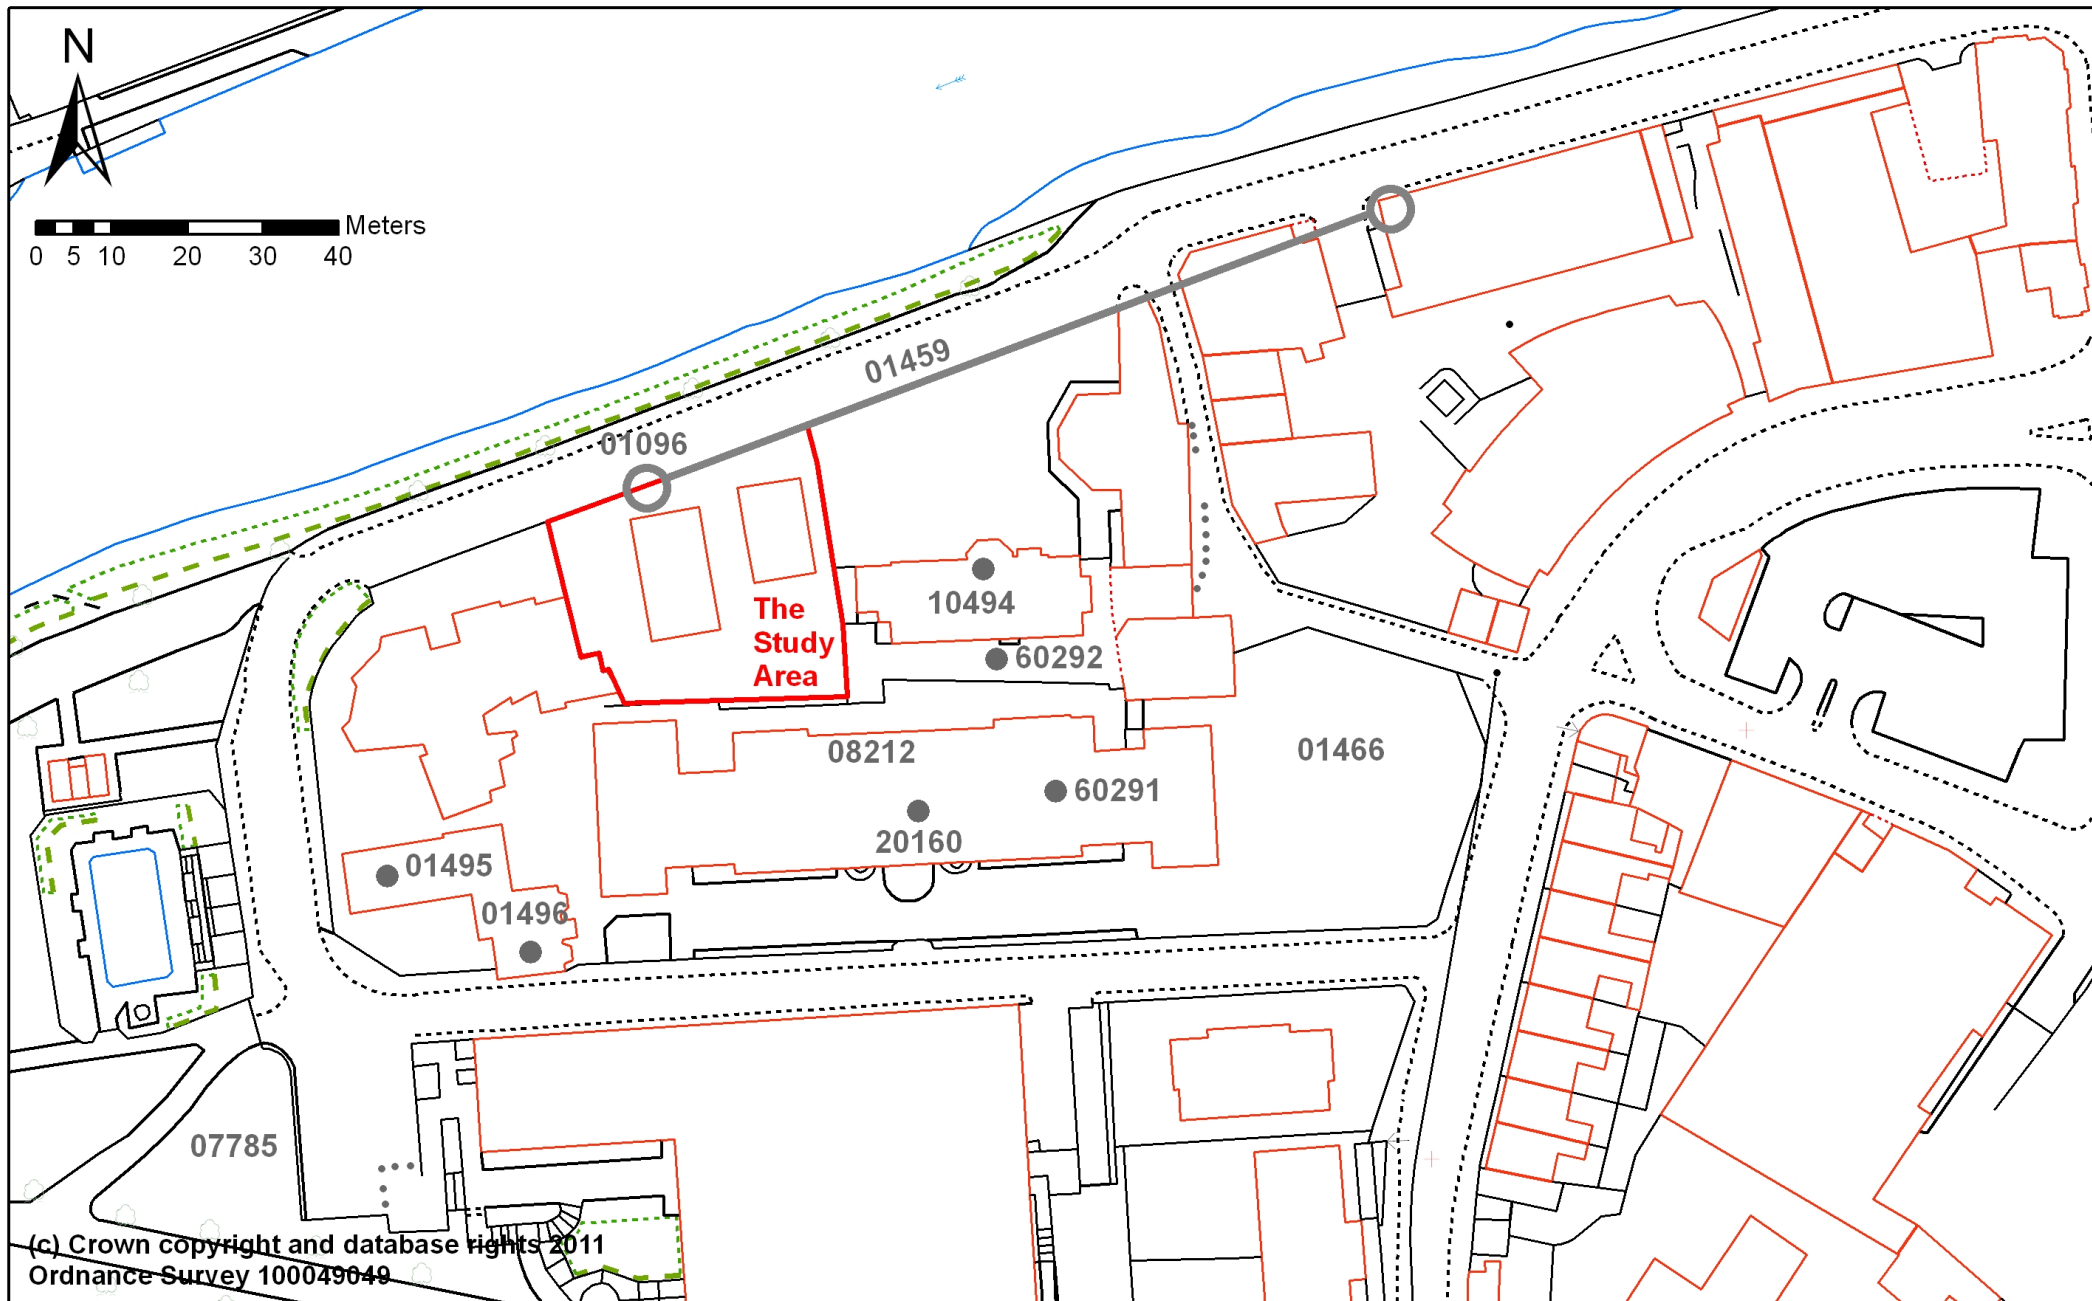 N
Meters
0 5 10 20 30 40
01459
01096
The
Study
Area
10494
60292
08212
01466
60291
20160
01495
01496
07785
(c) Crown copyright and database rights 2011
Ordnance Survey 100049049